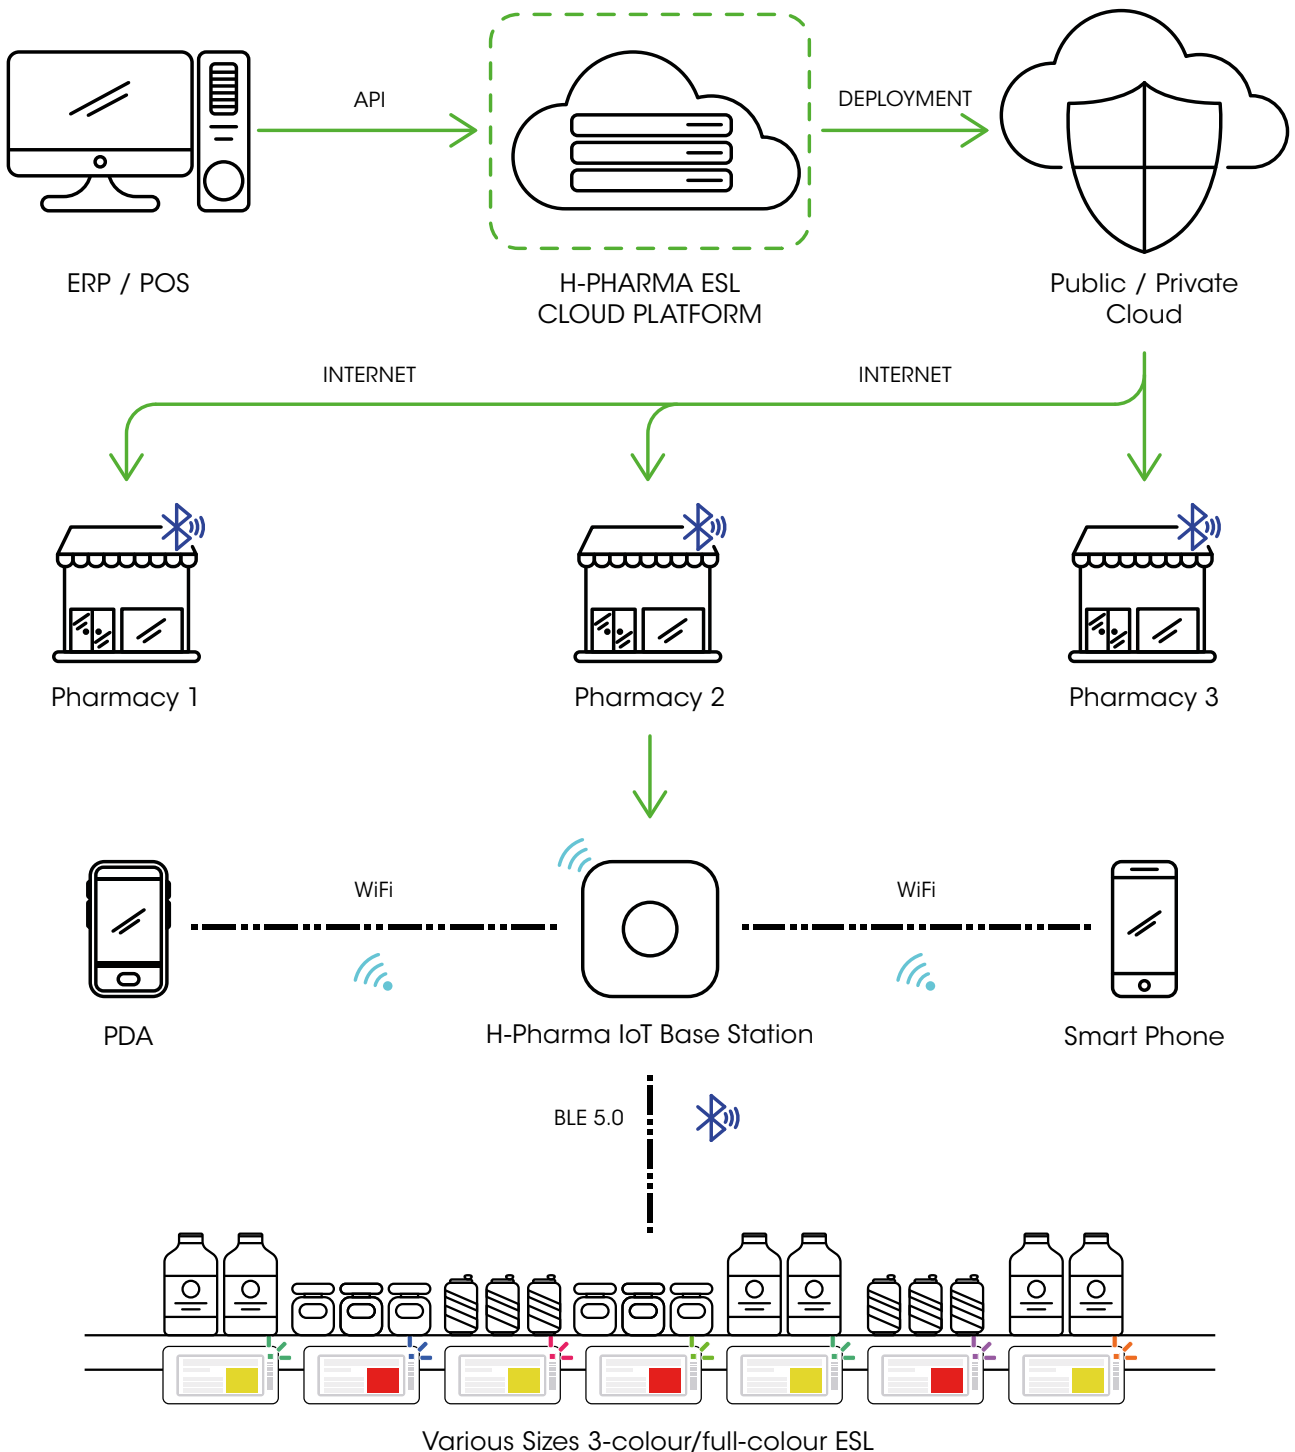 API
DEPLOYMENT
ERP / POS
H-PHARMA ESL
CLOUD PLATFORM
Public / Private
Cloud
INTERNET
INTERNET
Pharmacy 1
Pharmacy 2
Pharmacy 3
WiFi
WiFi
PDA
H-Pharma IoT Base Station
Smart Phone
BLE 5.0
Various Sizes 3-colour/full-colour ESL